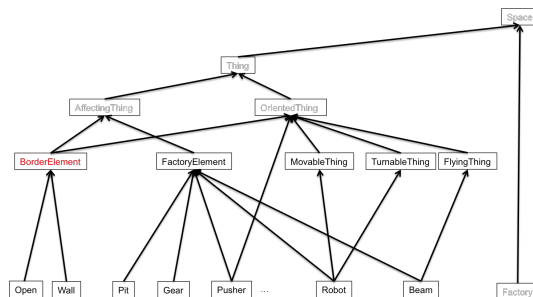 Space
Thing
AffectingThing OrientedThing
BorderElement FactoryElement MovableThing TurnableThing FlyingThing
Open Wall Pit Gear Pusher ... Robot Beam Factory